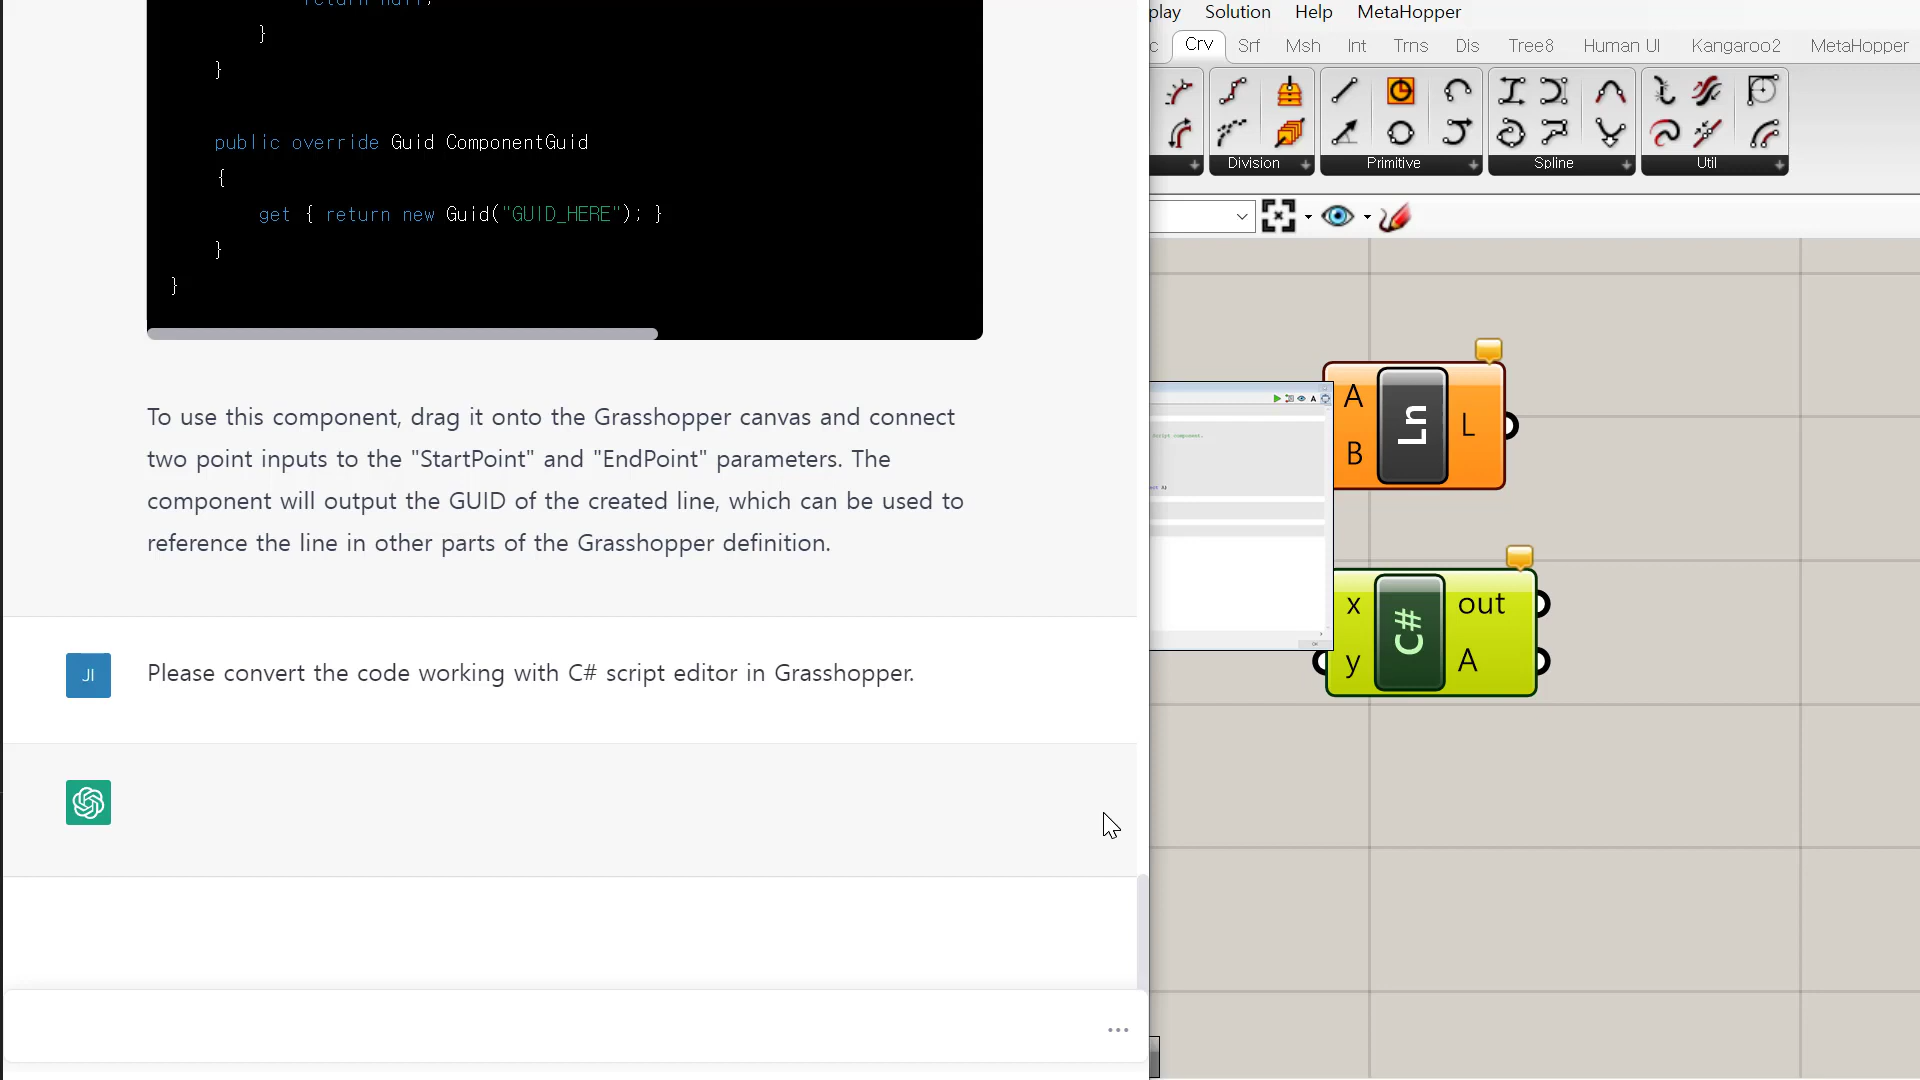 }
}
public override Guid ComponentGuid
{
get { return new Guid("GUID_HERE"); }
}
}
To use this component, drag it onto the Grasshopper canvas and connect
two point inputs to the "StartPoint" and "EndPoint" parameters. The
component will output the GUID of the created line, which can be used to
reference the line in other parts of the Grasshopper definition.
JI
Please convert the code working with C# script editor in Grasshopper.
...
Solution Help MetaHopper
Crv Srf Msh Int Trns Dis Tree8 Human UI Kangaroo2 MetaHopper
Division Primitive Spline Util
A
B
Ln
L
x
y
C#
out
A